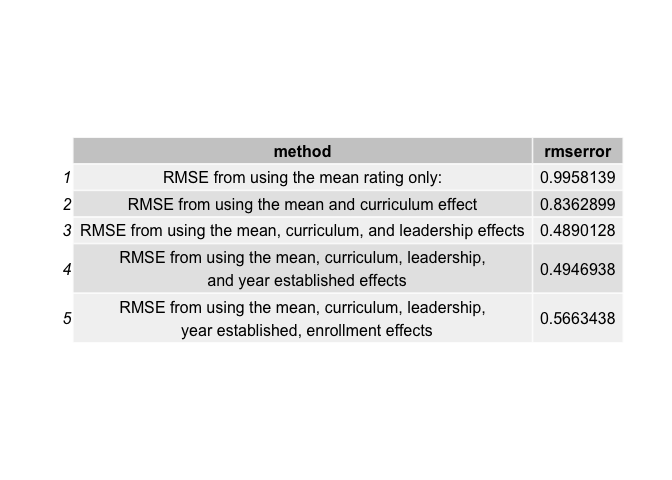 method rmserror
1 RMSE from using the mean rating only: 0.9958139
2 RMSE from using the mean and curriculum effect 0.8362899
3 RMSE from using the mean, curriculum, and leadership effects 0.4890128
4 RMSE from using the mean, curriculum, leadership,
and year established effects 0.4946938
5 RMSE from using the mean, curriculum, leadership,
year established, enrollment effects 0.5663438